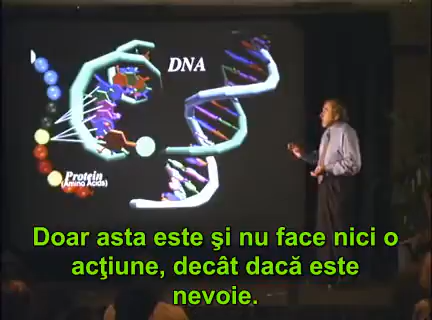 DNA
Protein
(Amino Acids)
Doar asta este şi nu face nici o
acţiune, decât dacă este
nevoie.